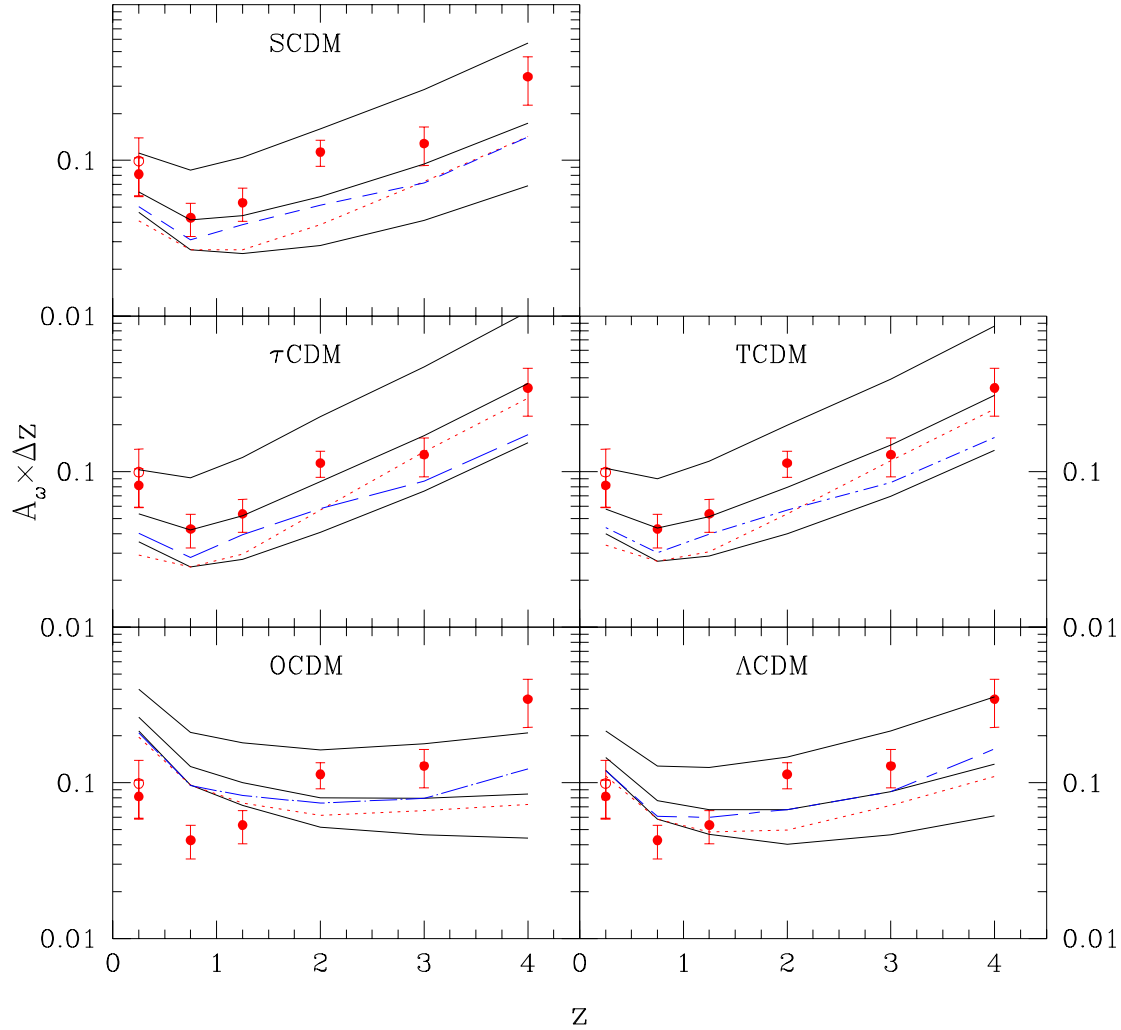 SCDM
0.1
0.01
τCDM TCDM
0.1 0.1
A_ω×Δz
0.01 0.01
OCDM ΛCDM
0.1 0.1
0.01 0.01
0 1 2 3 4 0 1 2 3 4
z